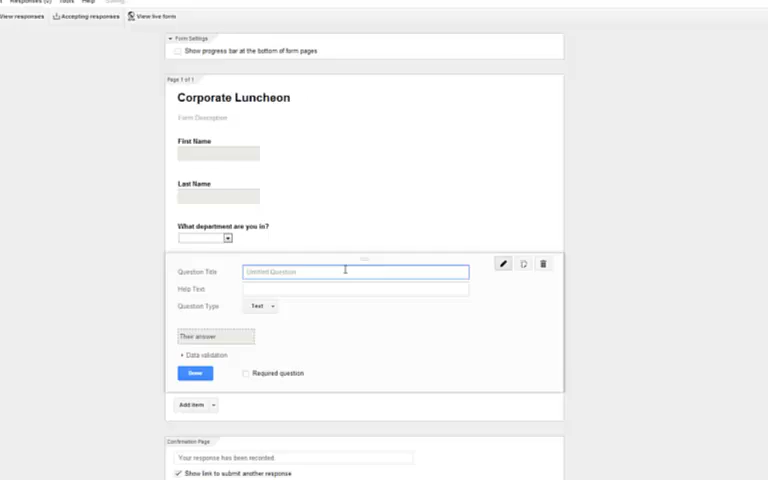 Responses (0) Tools Help
View responses Accepting responses View live form
Form Settings
Show progress bar at the bottom of form pages
Page 1 of 1
Corporate Luncheon
Form Description
First Name
Last Name
What department are you in?
Question Title Untitled Question
Help Text
Question Type Text
Their answer
Data validation
Done Required question
Add item
Confirmation Page
Your response has been recorded.
Show link to submit another response